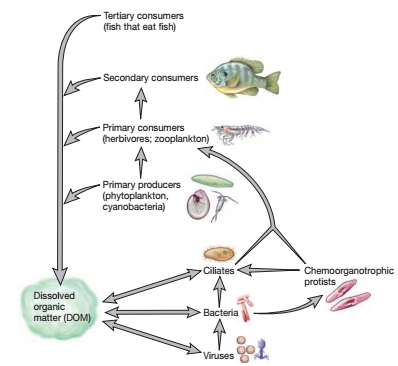 Tertiary consumers
(fish that eat fish)
Secondary consumers
Primary consumers
(herbivores; zooplankton)
Primary producers
(phytoplankton,
cyanobacteria)
Ciliates
Chemoorganotrophic
protists
Dissolved
organic
matter (DOM)
Bacteria
Viruses